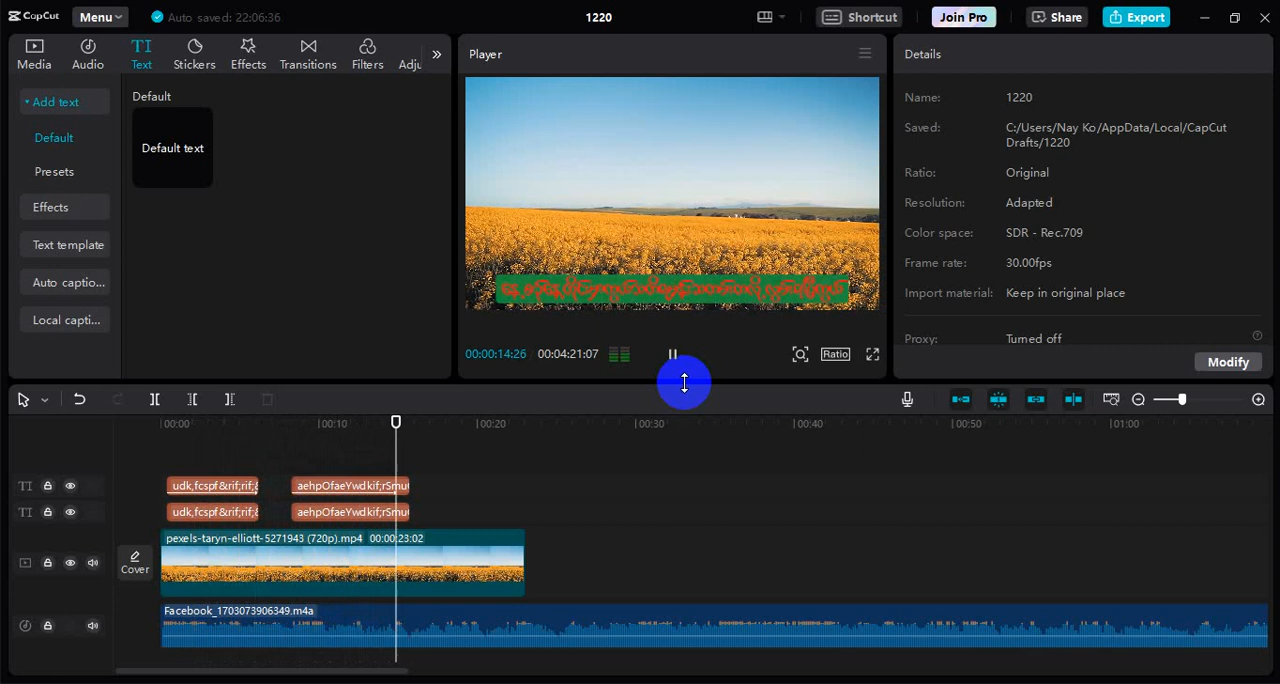 CapCut
Menu
Auto saved: 22:06:36
1220
Shortcut
Join Pro
Share
Export
Media
Audio
TI
Text
Stickers
Effects
Transitions
Filters
Adju
»
Add text
Default
Presets
Effects
Text template
Auto captio...
Local capti...
Default
Default text
Player
00:00:14:26
00:04:21:07
Ratio
Details
Name:
1220
Saved:
C:/Users/Nay Ko/AppData/Local/CapCut
Drafts/1220
Ratio:
Original
Resolution:
Adapted
Color space:
SDR - Rec.709
Frame rate:
30.00fps
Import material:
Keep in original place
Proxy:
Turned off
Modify
00:00
00:10
00:20
00:30
00:40
00:50
01:00
TI
udk,fcspf&rif;rif;&
aehpOfaeYwdkif;rSmu
TI
udk,fcspf&rif;rif;&
aehpOfaeYwdkif;rSmu
Cover
pexels-taryn-elliott-5271943 (720p).mp4 00:00:23:02
Facebook_1703073906349.m4a